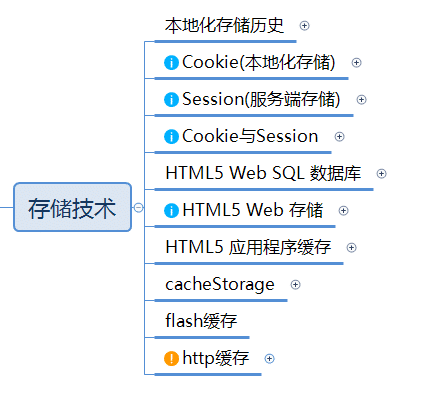 本地化存储历史
Cookie(本地化存储)
Session(服务端存储)
Cookie与Session
HTML5 Web SQL 数据库
存储技术
HTML5 Web 存储
HTML5 应用程序缓存
cacheStorage
flash缓存
http缓存